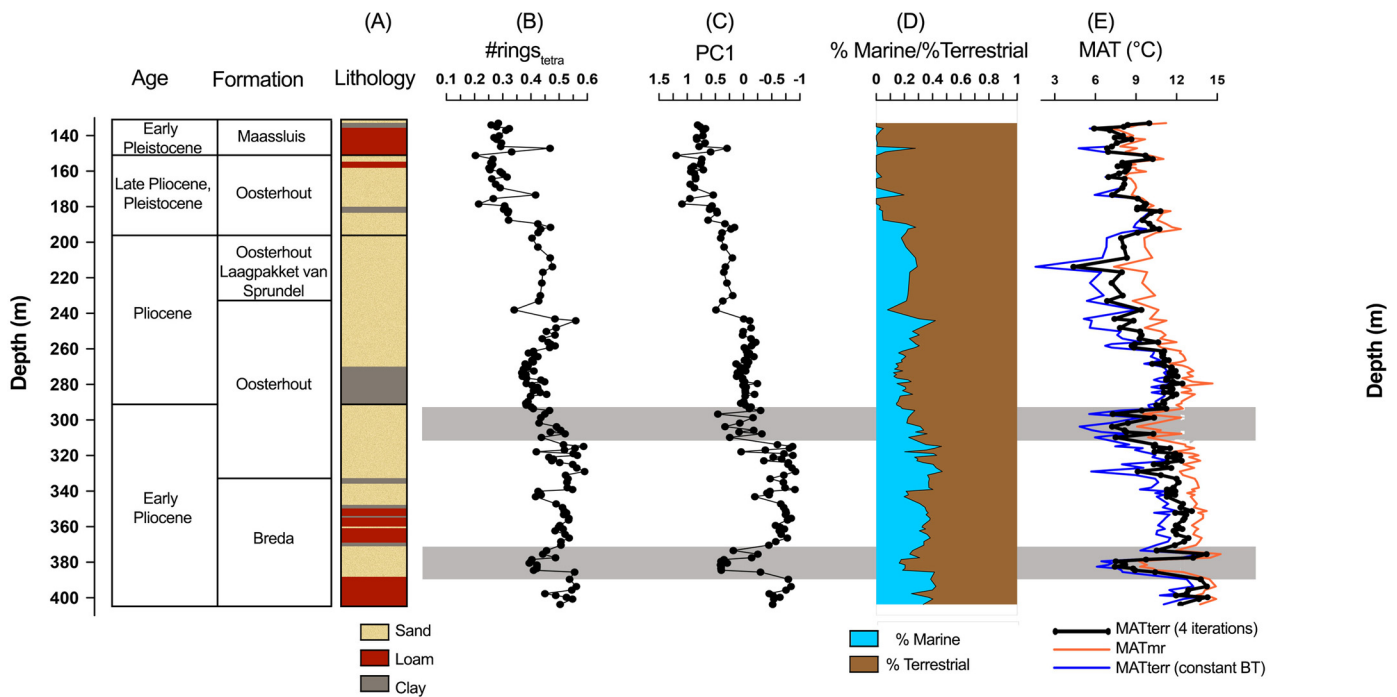 (A)
(B)
(C)
(D)
(E)
#rings tetra
PC1
% Marine/%Terrestrial
MAT (°C)
Age
Formation
Lithology
0.1 0.2 0.3 0.4 0.5 0.6
1.5 1 0.5 0 -0.5 -1
0 0.2 0.4 0.6 0.8 1
3 6 9 12 15
Depth (m)
140
160
180
200
220
240
260
280
300
320
340
360
380
400
Early
Pleistocene
Maassluis
Late Pliocene,
Pleistocene
Oosterhout
Pliocene
Oosterhout
Laagpakket van
Sprundel
Oosterhout
Early
Pliocene
Breda
Depth (m)
Sand
Loam
Clay
% Marine
% Terrestrial
MATterr (4 iterations)
MATmr
MATterr (constant BT)